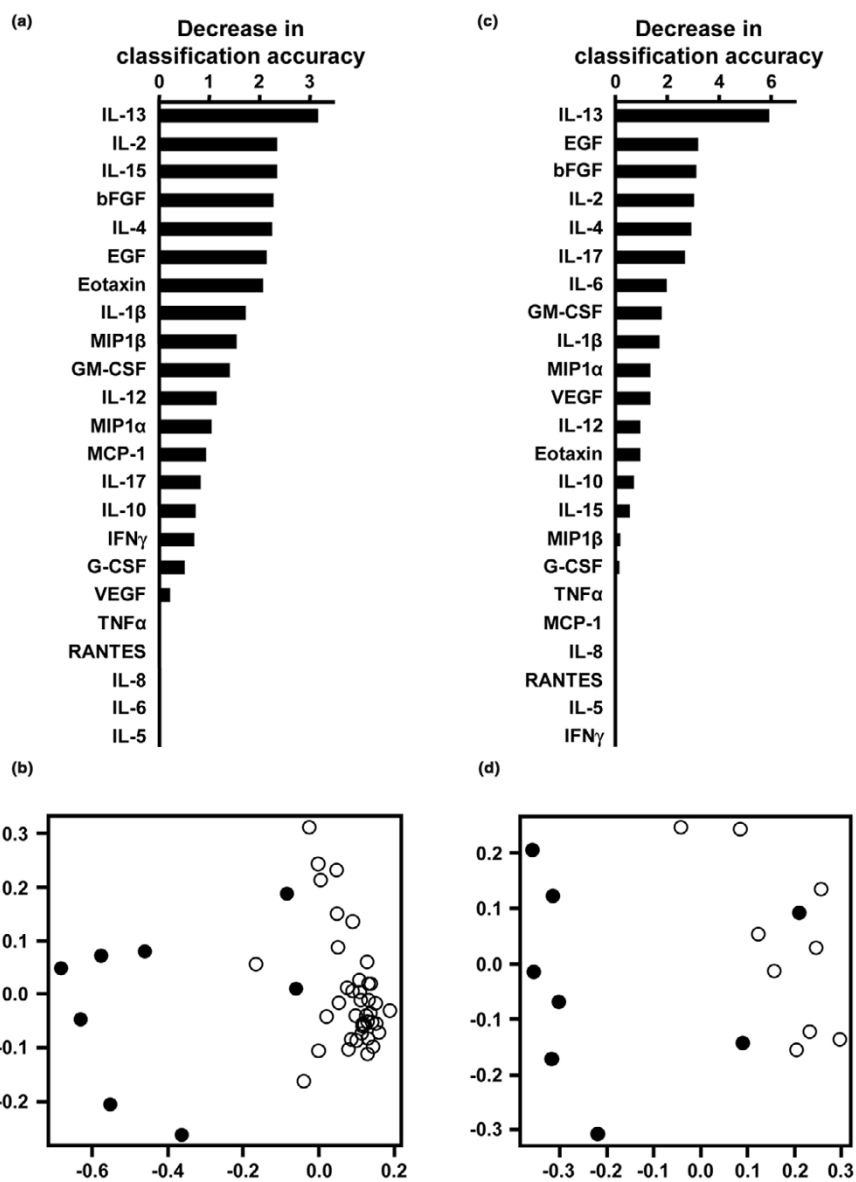 (a)
Decrease in
classification accuracy
0 1 2 3
IL-13
IL-2
IL-15
bFGF
IL-4
EGF
Eotaxin
IL-1β
MIP1β
GM-CSF
IL-12
MIP1α
MCP-1
IL-17
IL-10
IFNγ
G-CSF
VEGF
TNFα
RANTES
IL-8
IL-6
IL-5
(c)
Decrease in
classification accuracy
0 2 4 6
IL-13
EGF
bFGF
IL-2
IL-4
IL-17
IL-6
GM-CSF
IL-1β
MIP1α
VEGF
IL-12
Eotaxin
IL-10
IL-15
MIP1β
G-CSF
TNFα
MCP-1
IL-8
RANTES
IL-5
IFNγ
(b)
0.3
0.2
0.1
0.0
-0.1
-0.2
-0.6 -0.4 -0.2 0.0 0.2
(d)
0.2
0.1
0.0
-0.1
-0.2
-0.3
-0.3 -0.2 -0.1 0.0 0.1 0.2 0.3